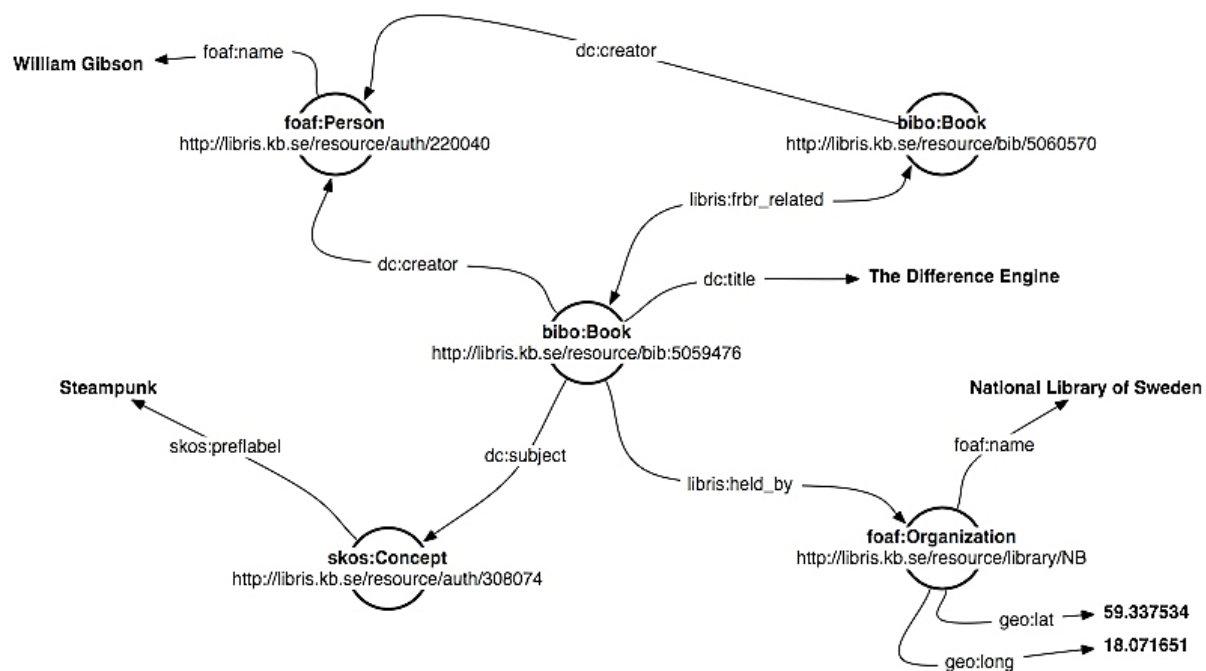 dc:creator
foaf:name
William Gibson
foaf:Person
http://libris.kb.se/resource/auth/220040
bibo:Book
http://libris.kb.se/resource/bib/5060570
libris:frbr_related
dc:creator
dc:title
The Difference Engine
bibo:Book
http://libris.kb.se/resource/bib:5059476
Steampunk
National Library of Sweden
skos:preflabel
foaf:name
dc:subject
libris:held_by
foaf:Organization
http://libris.kb.se/resource/library/NB
skos:Concept
http://libris.kb.se/resource/auth/308074
geo:lat
59.337534
geo:long
18.071651